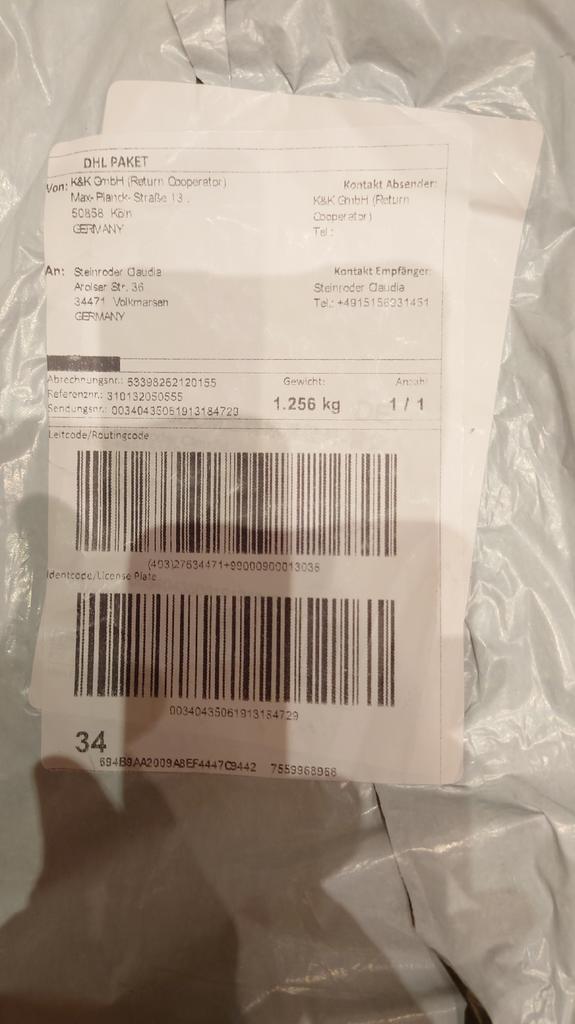 DHL PAKET
Von: K&K GmbH (Return Cooperator)
Max-Planck-Straße 13.
50858 Köln
GERMANY
Kontakt Absender:
K&K GmbH (Return
Cooperator)
Tel.:
An: Steinroder Claudia
Arolser Str. 36
34471 Volkmarsen
GERMANY
Kontakt Empfänger:
Steinroder Claudia
Tel.: +4915156231451
Abrechnungsnr.: 53398262120155
Referenznr.: 310132050555
Sendungsnr.: 00340435061913184729
Gewicht:
1.256 kg
Anzahl
1 / 1
Leitcode/Routingcode
(403)27634471+99000900013036
Identcode/License Plate
00340435061913184729
34
694B9AA2009A8EF4447C9442 7559968968